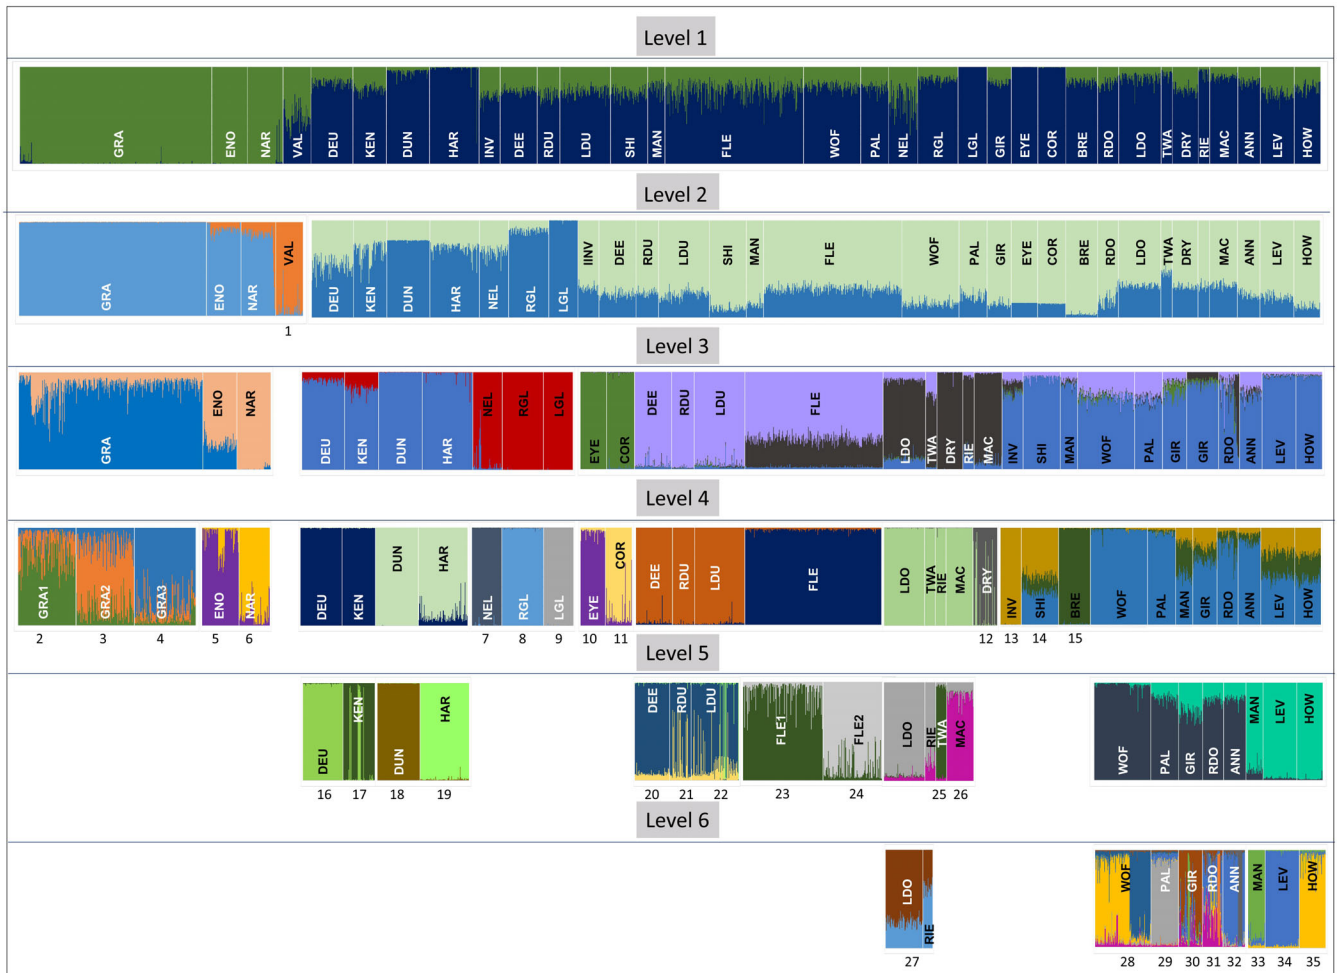 Level 1
GRA ENO NAR VAL DEU KEN DUN HAR INV DEE RDU LDU SHI MAN FLE WOF PAL NEL RGL LGL GIR EYE COR BRE RDO LDO TWA DRY RIE MAC ANN LEV HOW
Level 2
GRA ENO NAR VAL DEU KEN DUN HAR NEL RGL LGL IINV DEE RDU LDU SHI MAN FLE WOF PAL GIR EYE COR BRE RDO LDO TWA DRY MAC ANN LEV HOW
1
Level 3
GRA ENO NAR DEU KEN DUN HAR NEL RGL LGL EYE COR DEE RDU LDU FLE LDO TWA DRY RIE MAC INV SHI MAN WOF PAL GIR GIR RDO ANN LEV HOW
Level 4
GRA1 GRA2 GRA3 ENO NAR DEU KEN DUN HAR NEL RGL LGL EYE COR DEE RDU LDU FLE LDO TWA RIE MAC DRY INV SHI BRE WOF PAL MAN GIR RDO ANN LEV HOW
2 3 4 5 6 7 8 9 10 11 12 13 14 15
Level 5
DEU KEN DUN HAR DEE RDU LDU FLE1 FLE2 LDO RIE TWA MAC WOF PAL GIR RDO ANN MAN LEV HOW
16 17 18 19 20 21 22 23 24 25 26
Level 6
LDO RIE WOF PAL GIR RDO ANN MAN LEV HOW
27 28 29 30 31 32 33 34 35